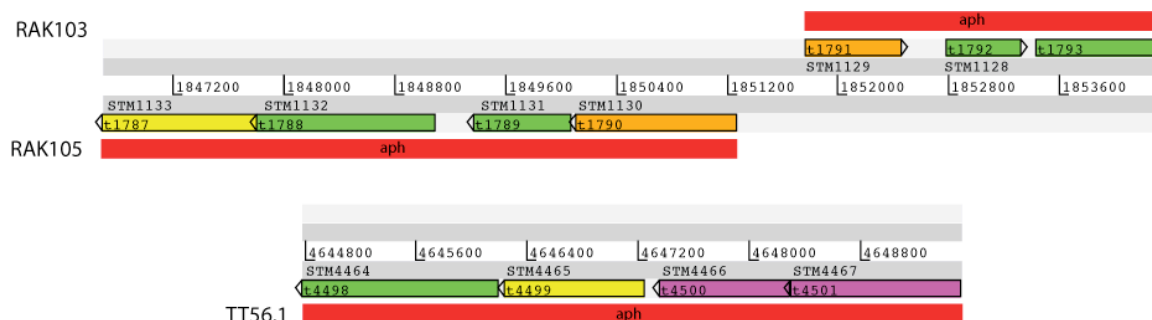 aph
RAK103
t1791 t1792 t1793
STM1129 STM1128
1847200 1848000 1848800 1849600 1850400 1851200 1852000 1852800 1853600
STM1133 STM1132 STM1131 STM1130
t1787 t1788 t1789 t1790
RAK105 aph
4644800 4645600 4646400 4647200 4648000 4648800
STM4464 STM4465 STM4466 STM4467
t4498 t4499 t4500 t4501
TT56.1 aph